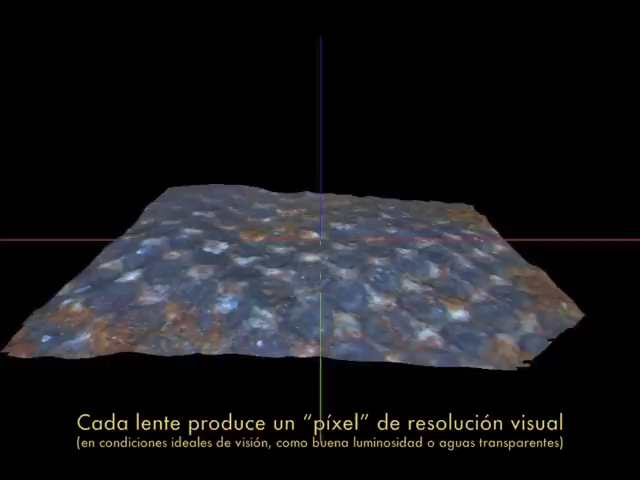 Cada lente produce un “píxel” de resolución visual
(en condiciones ideales de visión, como buena luminosidad o aguas transparentes)